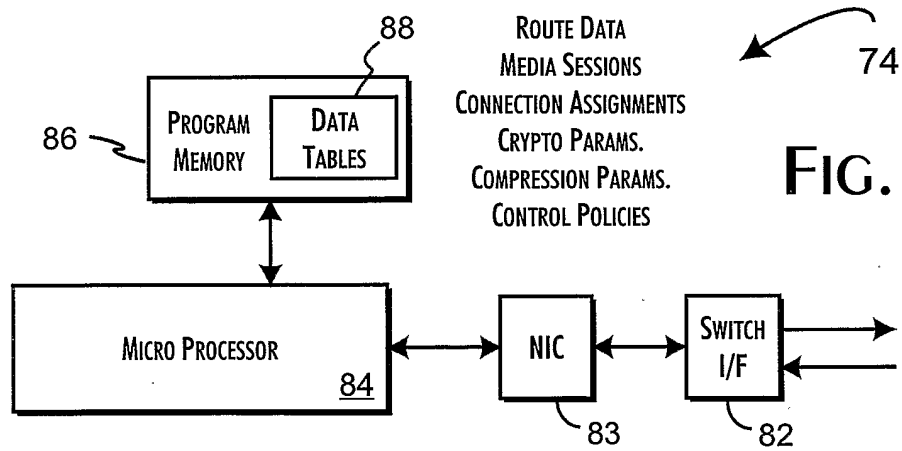 88
ROUTE DATA
MEDIA SESSIONS
CONNECTION ASSIGNMENTS
CRYPTO PARAMS.
COMPRESSION PARAMS.
CONTROL POLICIES
74
86
PROGRAM
MEMORY
DATA
TABLES
FIG.
MICRO PROCESSOR
84
NIC
83
SWITCH
I/F
82